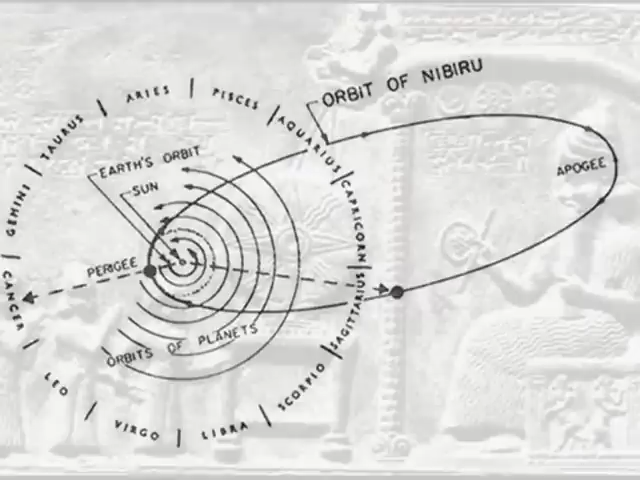 ORBIT OF NIBIRU
ARIES
PISCES
AQUARIUS
CAPRICORN
SAGITTARIUS
SCORPIO
LIBRA
VIRGO
LEO
CANCER
GEMINI
TAURUS
EARTH'S ORBIT
SUN
APOGEE
PERIGEE
ORBITS OF PLANETS